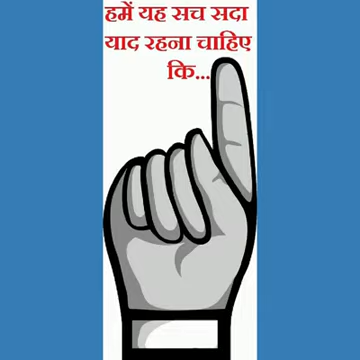 हमें यह सच सदा
याद रहना चाहिए
कि...